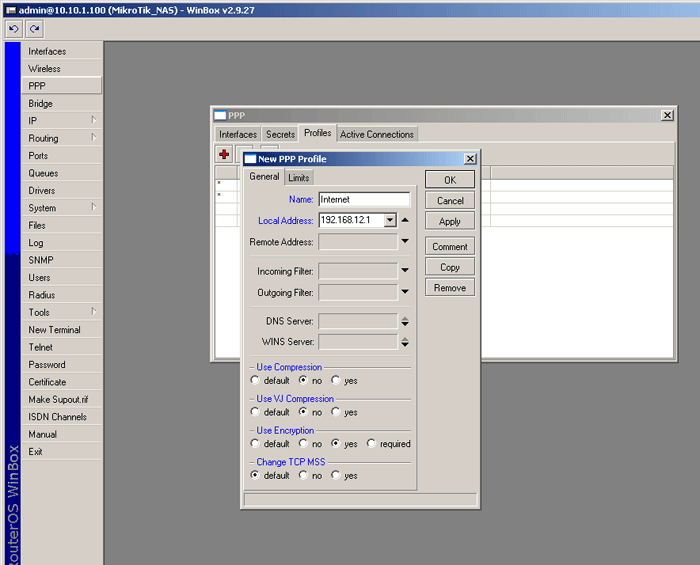 admin@10.10.1.100 (MikroTik_NAS) - WinBox v2.9.27
Interfaces
Wireless
PPP
Bridge
IP
Routing
Ports
Queues
Drivers
System
Files
Log
SNMP
Users
Radius
Tools
New Terminal
Telnet
Password
Certificate
Make Supout.rif
ISDN Channels
Manual
Exit
RouterOS WinBox
PPP
Interfaces Secrets Profiles Active Connections
*
*
New PPP Profile
General Limits
Name: Internet
Local Address: 192.168.12.1
Remote Address:
Incoming Filter:
Outgoing Filter:
DNS Server:
WINS Server:
Use Compression
default no yes
Use VJ Compression
default no yes
Use Encryption
default no yes required
Change TCP MSS
default no yes
OK
Cancel
Apply
Comment
Copy
Remove